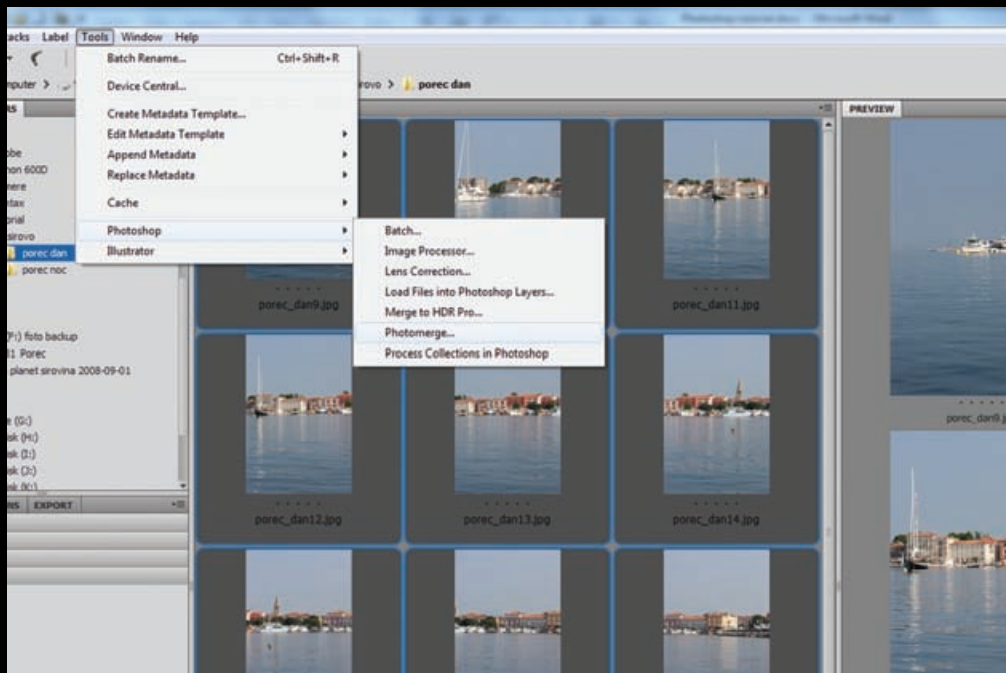 Label Tools Window Help
porec dan
Batch Rename... Ctrl+Shift+R
Device Central...
Create Metadata Template...
Edit Metadata Template
Append Metadata
Replace Metadata
Cache
Photoshop
Illustrator
Batch...
Image Processor...
Lens Correction...
Load Files into Photoshop Layers...
Merge to HDR Pro...
Photomerge...
Process Collections in Photoshop
600D
sirovo
porec dan
porec noc
foto backup
Porec
planet sirovina 2008-09-01
(G:)
(H:)
(I:)
(J:)
(K:)
EXPORT
porec_dan9.jpg
porec_dan11.jpg
porec_dan12.jpg porec_dan13.jpg porec_dan14.jpg
PREVIEW